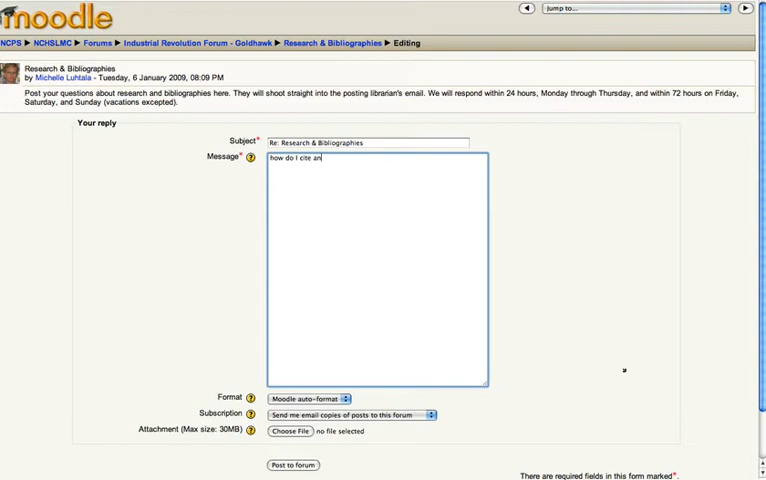 moodle
Jump to...
NCPS ► NCHSLMC ► Forums ► Industrial Revolution Forum - Goldhawk ► Research & Bibliographies ► Editing
Research & Bibliographies
by Michelle Luhtala - Tuesday, 6 January 2009, 08:09 PM
Post your questions about research and bibliographies here. They will shoot straight into the posting librarian's email. We will respond within 24 hours, Monday through Thursday, and within 72 hours on Friday,
Saturday, and Sunday (vacations excepted).
Your reply
Subject* Re: Research & Bibliographies
Message* ? how do I cite an
Format ? Moodle auto-format
Subscription ? Send me email copies of posts to this forum
Attachment (Max size: 30MB) ? Choose File no file selected
Post to forum
There are required fields in this form marked*.